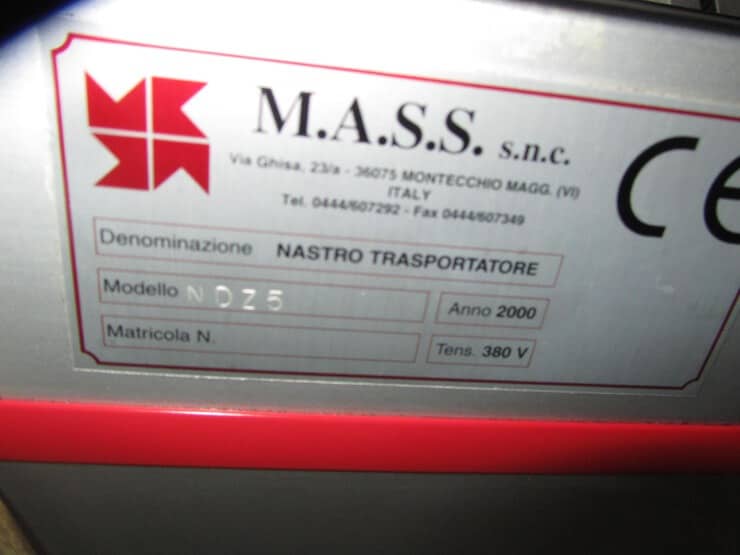 M.A.S.S. s.n.c.
Via Ghisa, 23/a - 36075 MONTECCHIO MAGG. (VI)
ITALY
Tel. 0444/607292 - Fax 0444/607349
CE
Denominazione NASTRO TRASPORTATORE
Modello NDZ5
Anno 2000
Matricola N.
Tens. 380 V